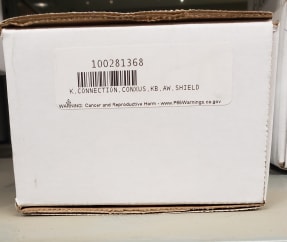 100281368
K.CONNECTION,CONXUS,KB,AW,SHIELD
WARNING: Cancer and Reproductive Harm - www.P65Warnings.ca.gov